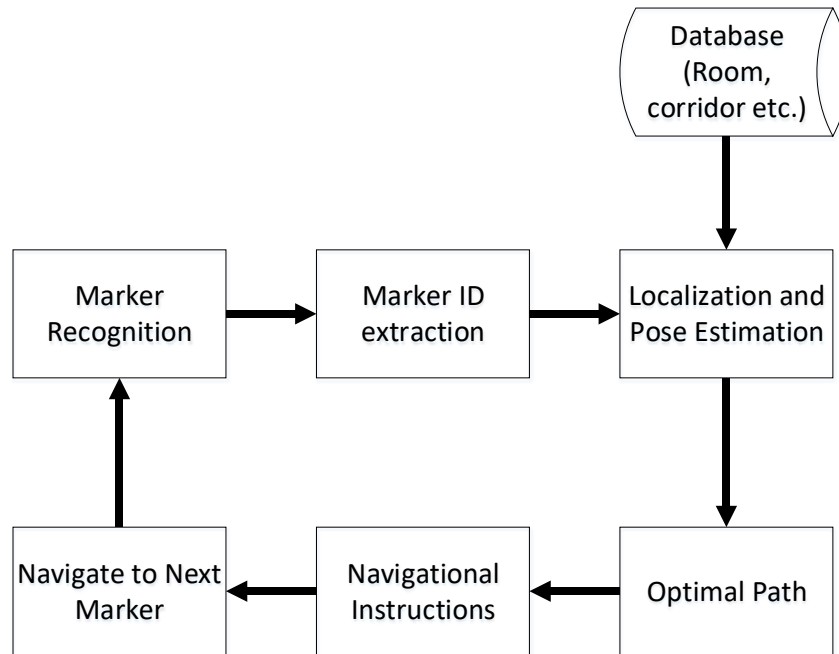 Database
(Room,
corridor etc.)
Marker
Recognition
Marker ID
extraction
Localization and
Pose Estimation
Navigate to Next
Marker
Navigational
Instructions
Optimal Path